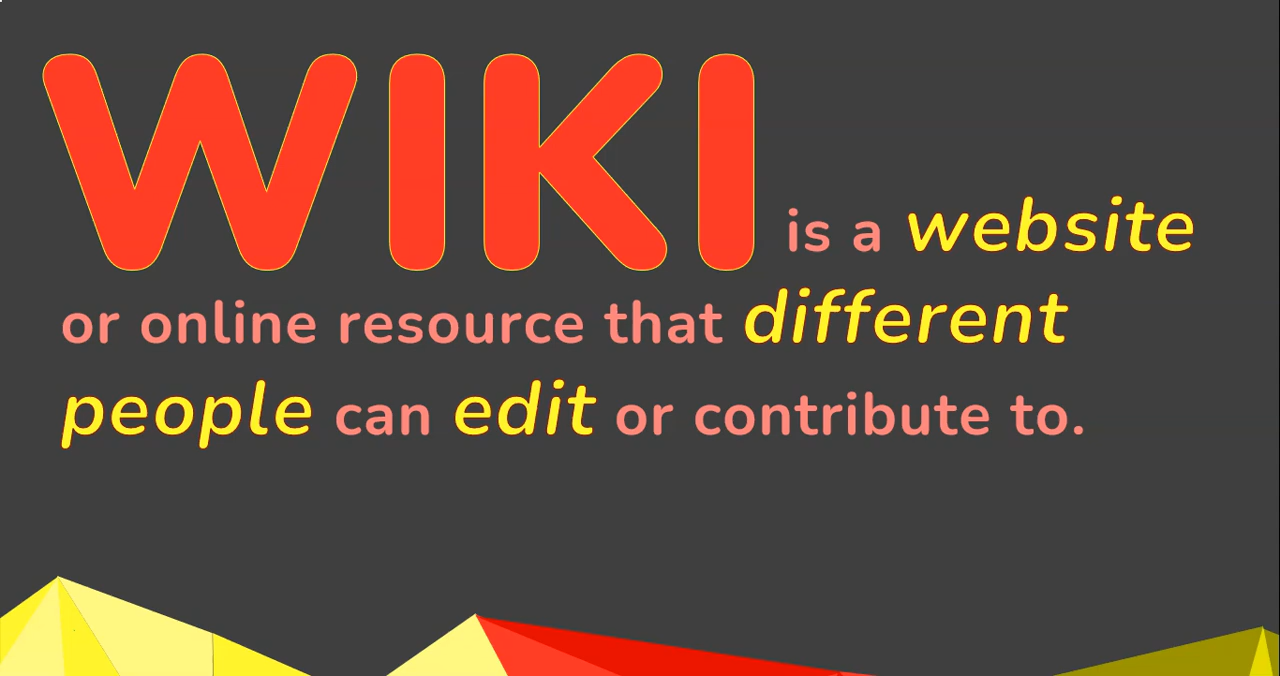 WIKI is a website
or online resource that different
people can edit or contribute to.